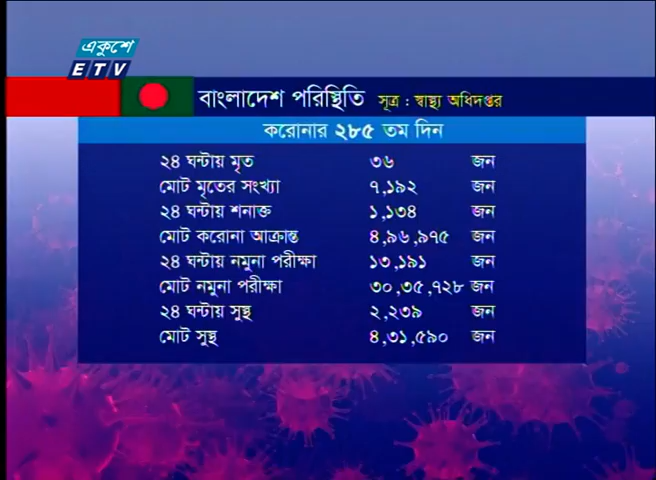 একুশে
ETV
বাংলাদেশ পরিস্থিতি সূত্র : স্বাস্থ্য অধিদপ্তর
করোনার ২৮৫ তম দিন
২৪ ঘন্টায় মৃত ৩৬ জন
মোট মৃতের সংখ্যা ৭,১৯২ জন
২৪ ঘন্টায় শনাক্ত ১,১৩৪ জন
মোট করোনা আক্রান্ত ৪,৯৬,৯৭৫ জন
২৪ ঘন্টায় নমুনা পরীক্ষা ১৩,১৯১ জন
মোট নমুনা পরীক্ষা ৩০,৩৫,৭২৮ জন
২৪ ঘন্টায় সুস্থ ২,২৩৯ জন
মোট সুস্থ ৪,৩১,৫৯০ জন